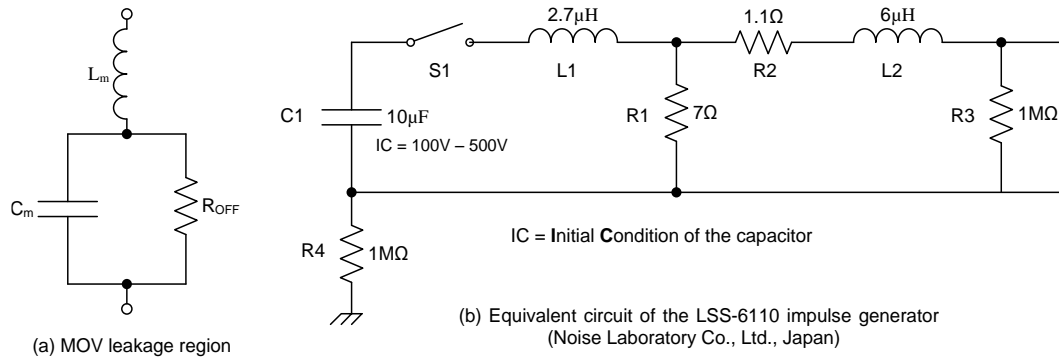 Lm
Cm
ROFF
(a) MOV leakage region
2.7µH
1.1Ω
6µH
S1
L1
R2
L2
C1
10µF
IC = 100V – 500V
R1
7Ω
R3
1MΩ
R4
1MΩ
IC = Initial Condition of the capacitor
(b) Equivalent circuit of the LSS-6110 impulse generator
(Noise Laboratory Co., Ltd., Japan)